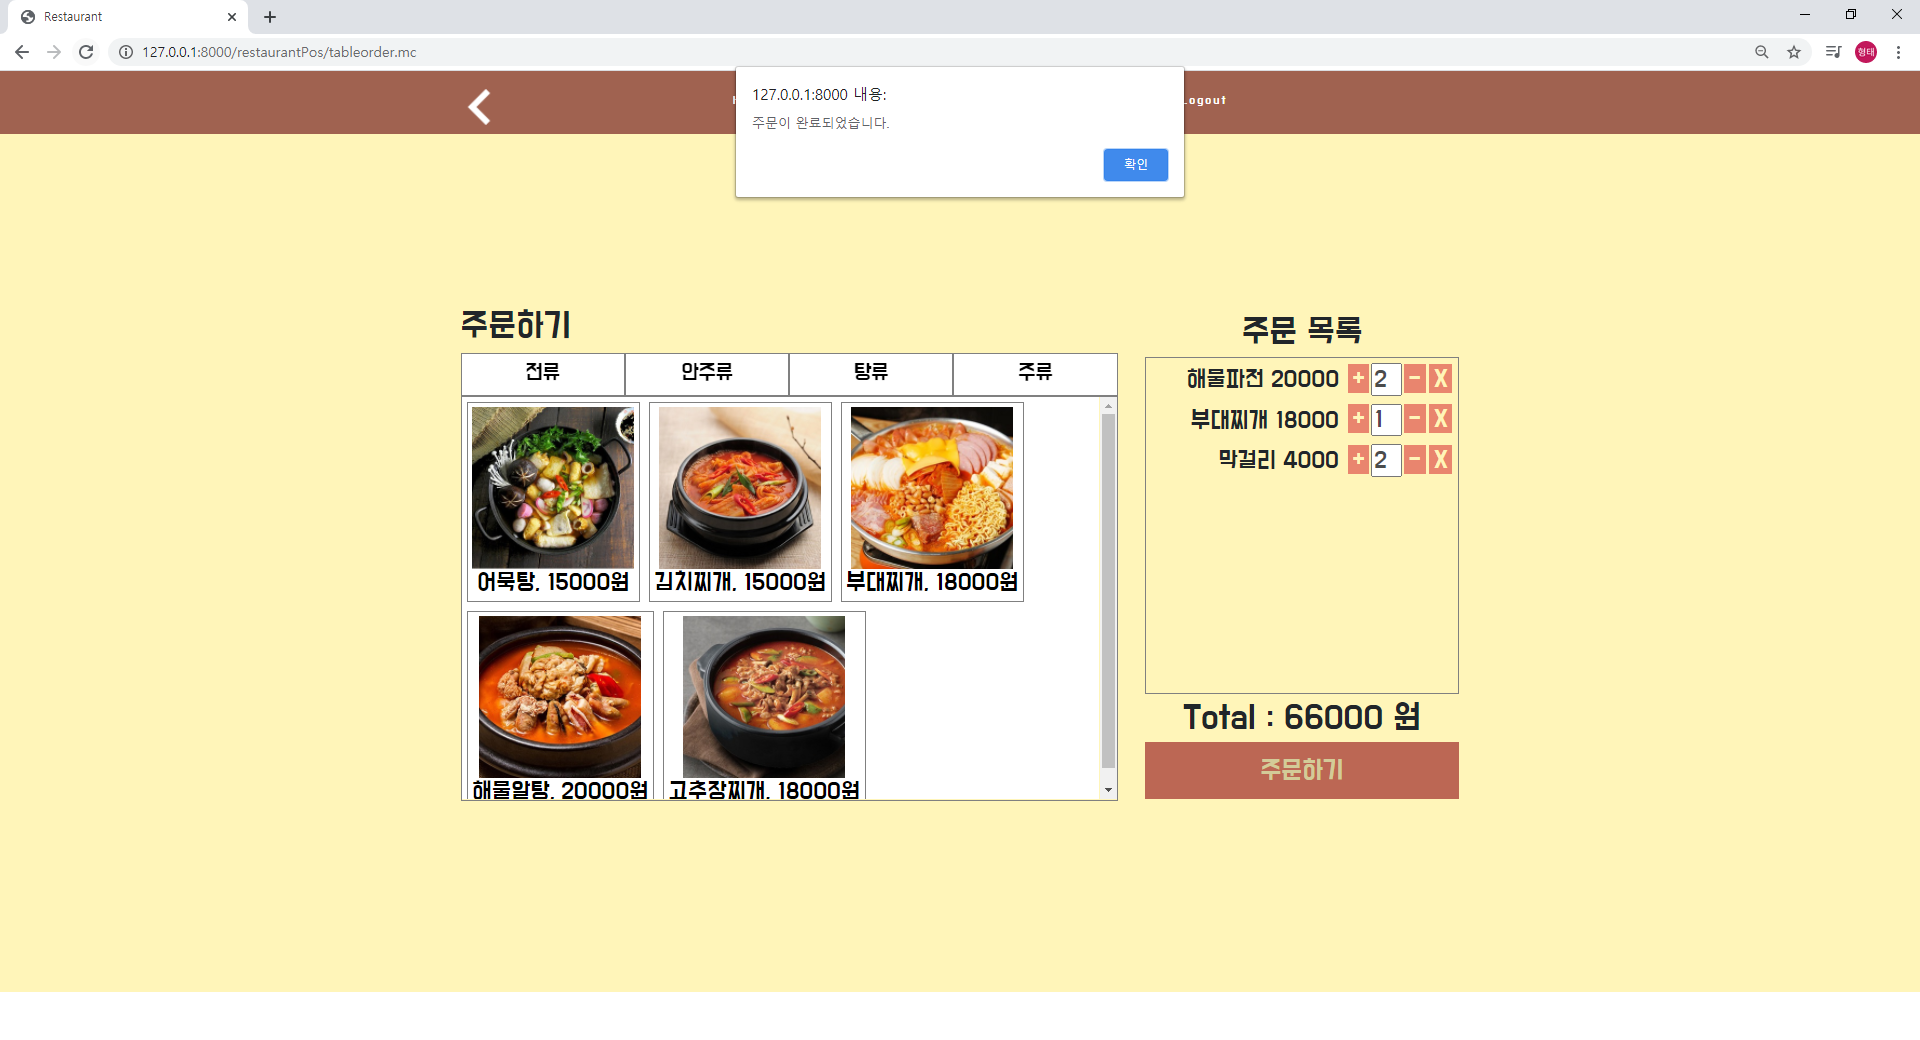 Restaurant
127.0.0.1:8000/restaurantPos/tableorder.mc
형태
127.0.0.1:8000 내용:
주문이 완료되었습니다.
확인
Logout
주문하기
전류
안주류
탕류
주류
어묵탕, 15000원
김치찌개, 15000원
부대찌개, 18000원
해물알탕, 20000원
고추장찌개, 18000원
주문 목록
해물파전 20000 + 2 - X
부대찌개 18000 + 1 - X
막걸리 4000 + 2 - X
Total : 66000 원
주문하기